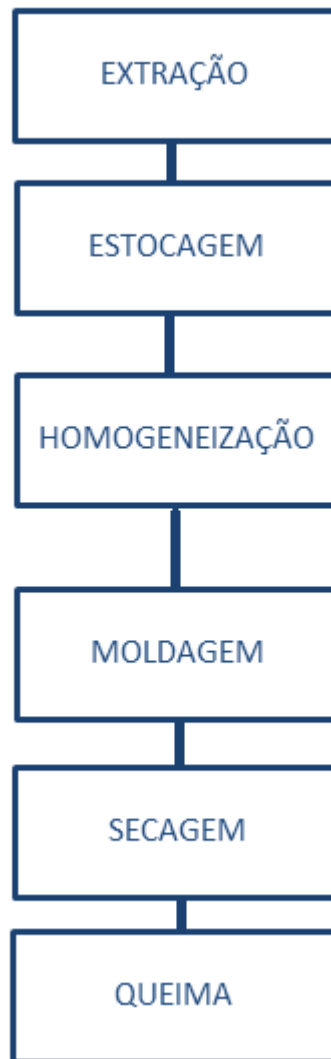 EXTRAÇÃO
ESTOCAGEM
HOMOGENEIZAÇÃO
MOLDAGEM
SECAGEM
QUEIMA